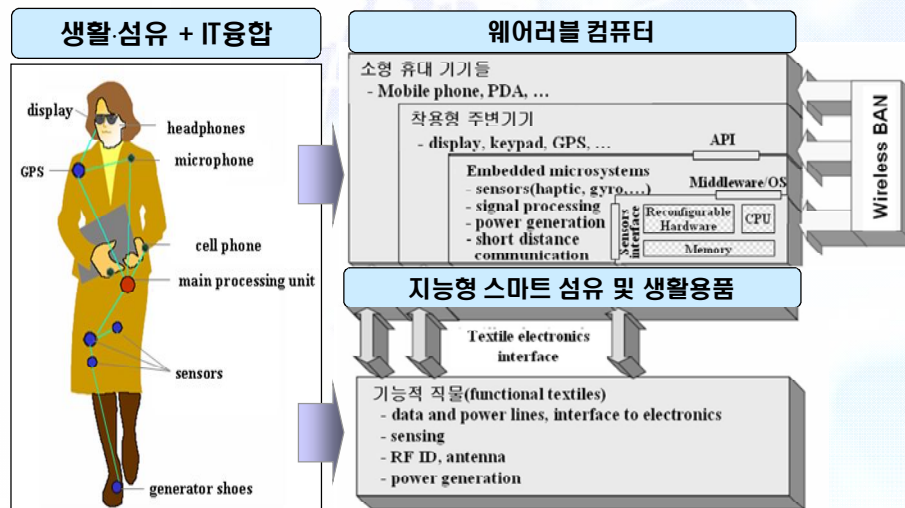 생활·섬유 + IT융합
display
headphones
microphone
GPS
cell phone
main processing unit
sensors
generator shoes
웨어러블 컴퓨터
소형 휴대 기기들
- Mobile phone, PDA, …
착용형 주변기기
- display, keypad, GPS, …
API
Embedded microsystems
- sensors(haptic, gyro,…)
- signal processing
- power generation
- short distance
communication
Middleware/OS
Sensors
interface
Reconfigurable
Hardware
CPU
Memory
Wireless BAN
지능형 스마트 섬유 및 생활용품
Textile electronics
interface
기능적 직물(functional textiles)
- data and power lines, interface to electronics
- sensing
- RF ID, antenna
- power generation